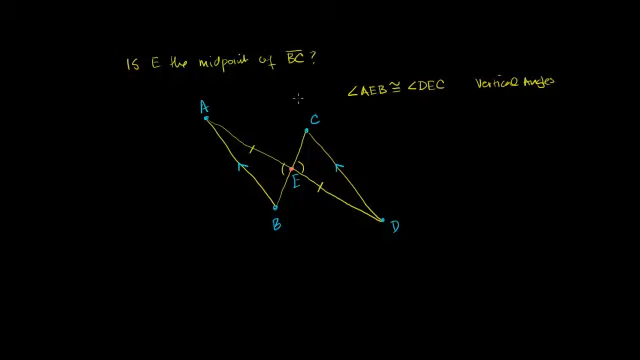 Is E the midpoint of BC?
∠AEB ≅ ∠DEC Vertical Angles
A
C
E
B
D